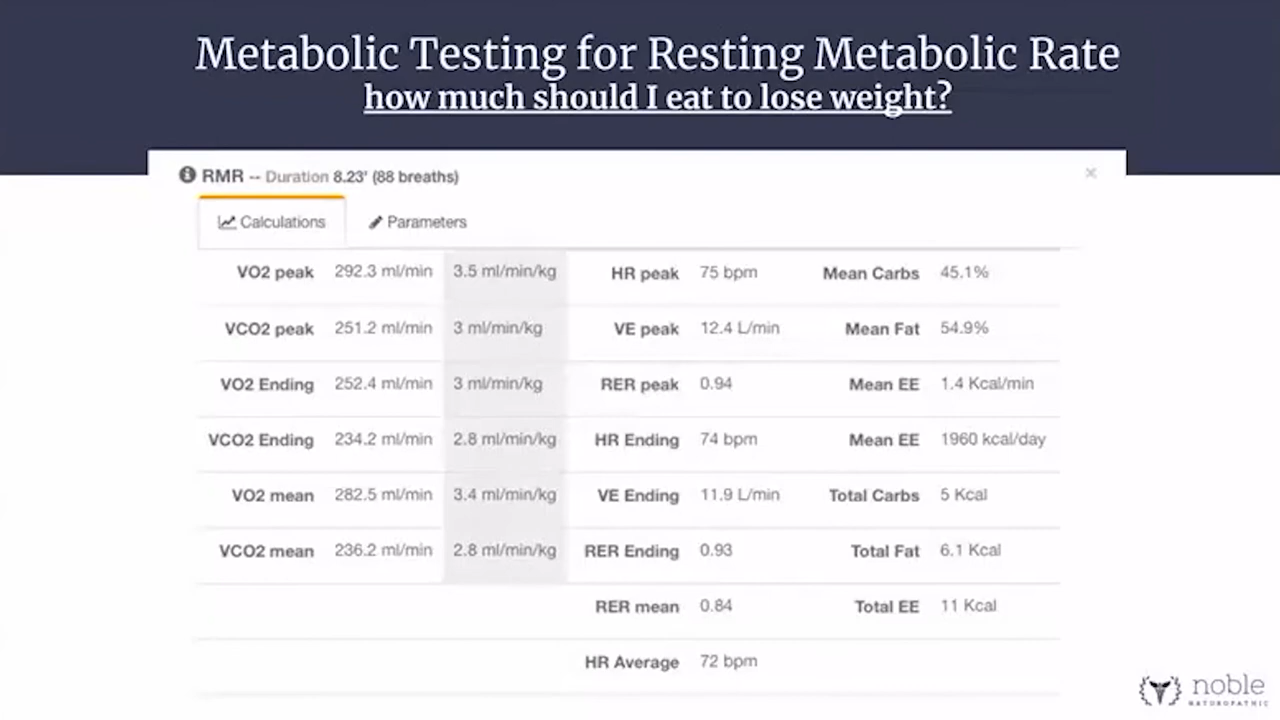 Metabolic Testing for Resting Metabolic Rate
how much should I eat to lose weight?
RMR -- Duration 8.23' (88 breaths) ×
Calculations Parameters
VO2 peak 292.3 ml/min 3.5 ml/min/kg HR peak 75 bpm Mean Carbs 45.1%
VCO2 peak 251.2 ml/min 3 ml/min/kg VE peak 12.4 L/min Mean Fat 54.9%
VO2 Ending 252.4 ml/min 3 ml/min/kg RER peak 0.94 Mean EE 1.4 Kcal/min
VCO2 Ending 234.2 ml/min 2.8 ml/min/kg HR Ending 74 bpm Mean EE 1960 kcal/day
VO2 mean 282.5 ml/min 3.4 ml/min/kg VE Ending 11.9 L/min Total Carbs 5 Kcal
VCO2 mean 236.2 ml/min 2.8 ml/min/kg RER Ending 0.93 Total Fat 6.1 Kcal
RER mean 0.84 Total EE 11 Kcal
HR Average 72 bpm
noble
NATUROPATHIC